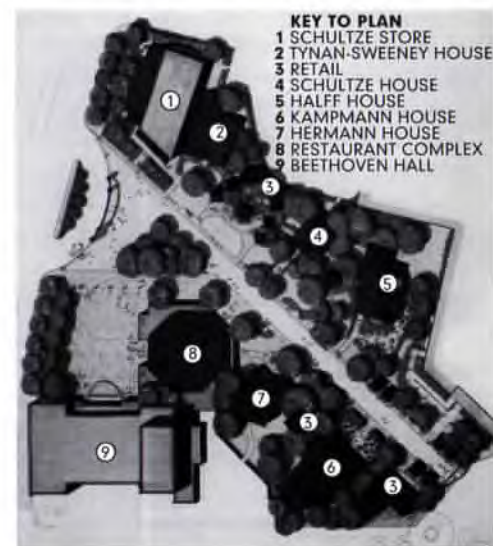 KEY TO PLAN
1 SCHULTZE STORE
2 TYNAN-SWEENEY HOUSE
3 RETAIL
4 SCHULTZE HOUSE
5 HALFF HOUSE
6 KAMPMANN HOUSE
7 HERMANN HOUSE
8 RESTAURANT COMPLEX
9 BEETHOVEN HALL
1
2
3
4
5
8
7
3
6
9
3